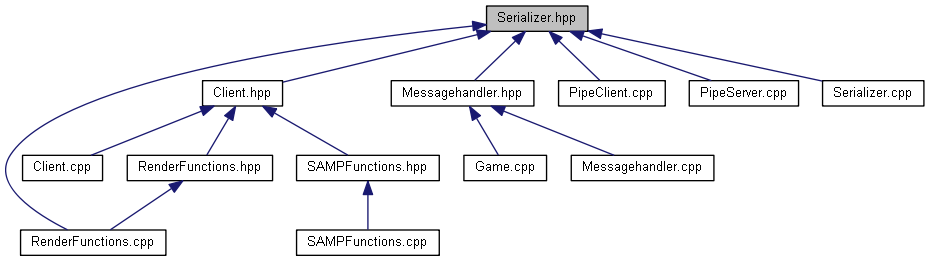 Serializer.hpp
Client.hpp
Messagehandler.hpp
PipeClient.cpp
PipeServer.cpp
Serializer.cpp
Client.cpp
RenderFunctions.hpp
SAMPFunctions.hpp
Game.cpp
Messagehandler.cpp
RenderFunctions.cpp
SAMPFunctions.cpp